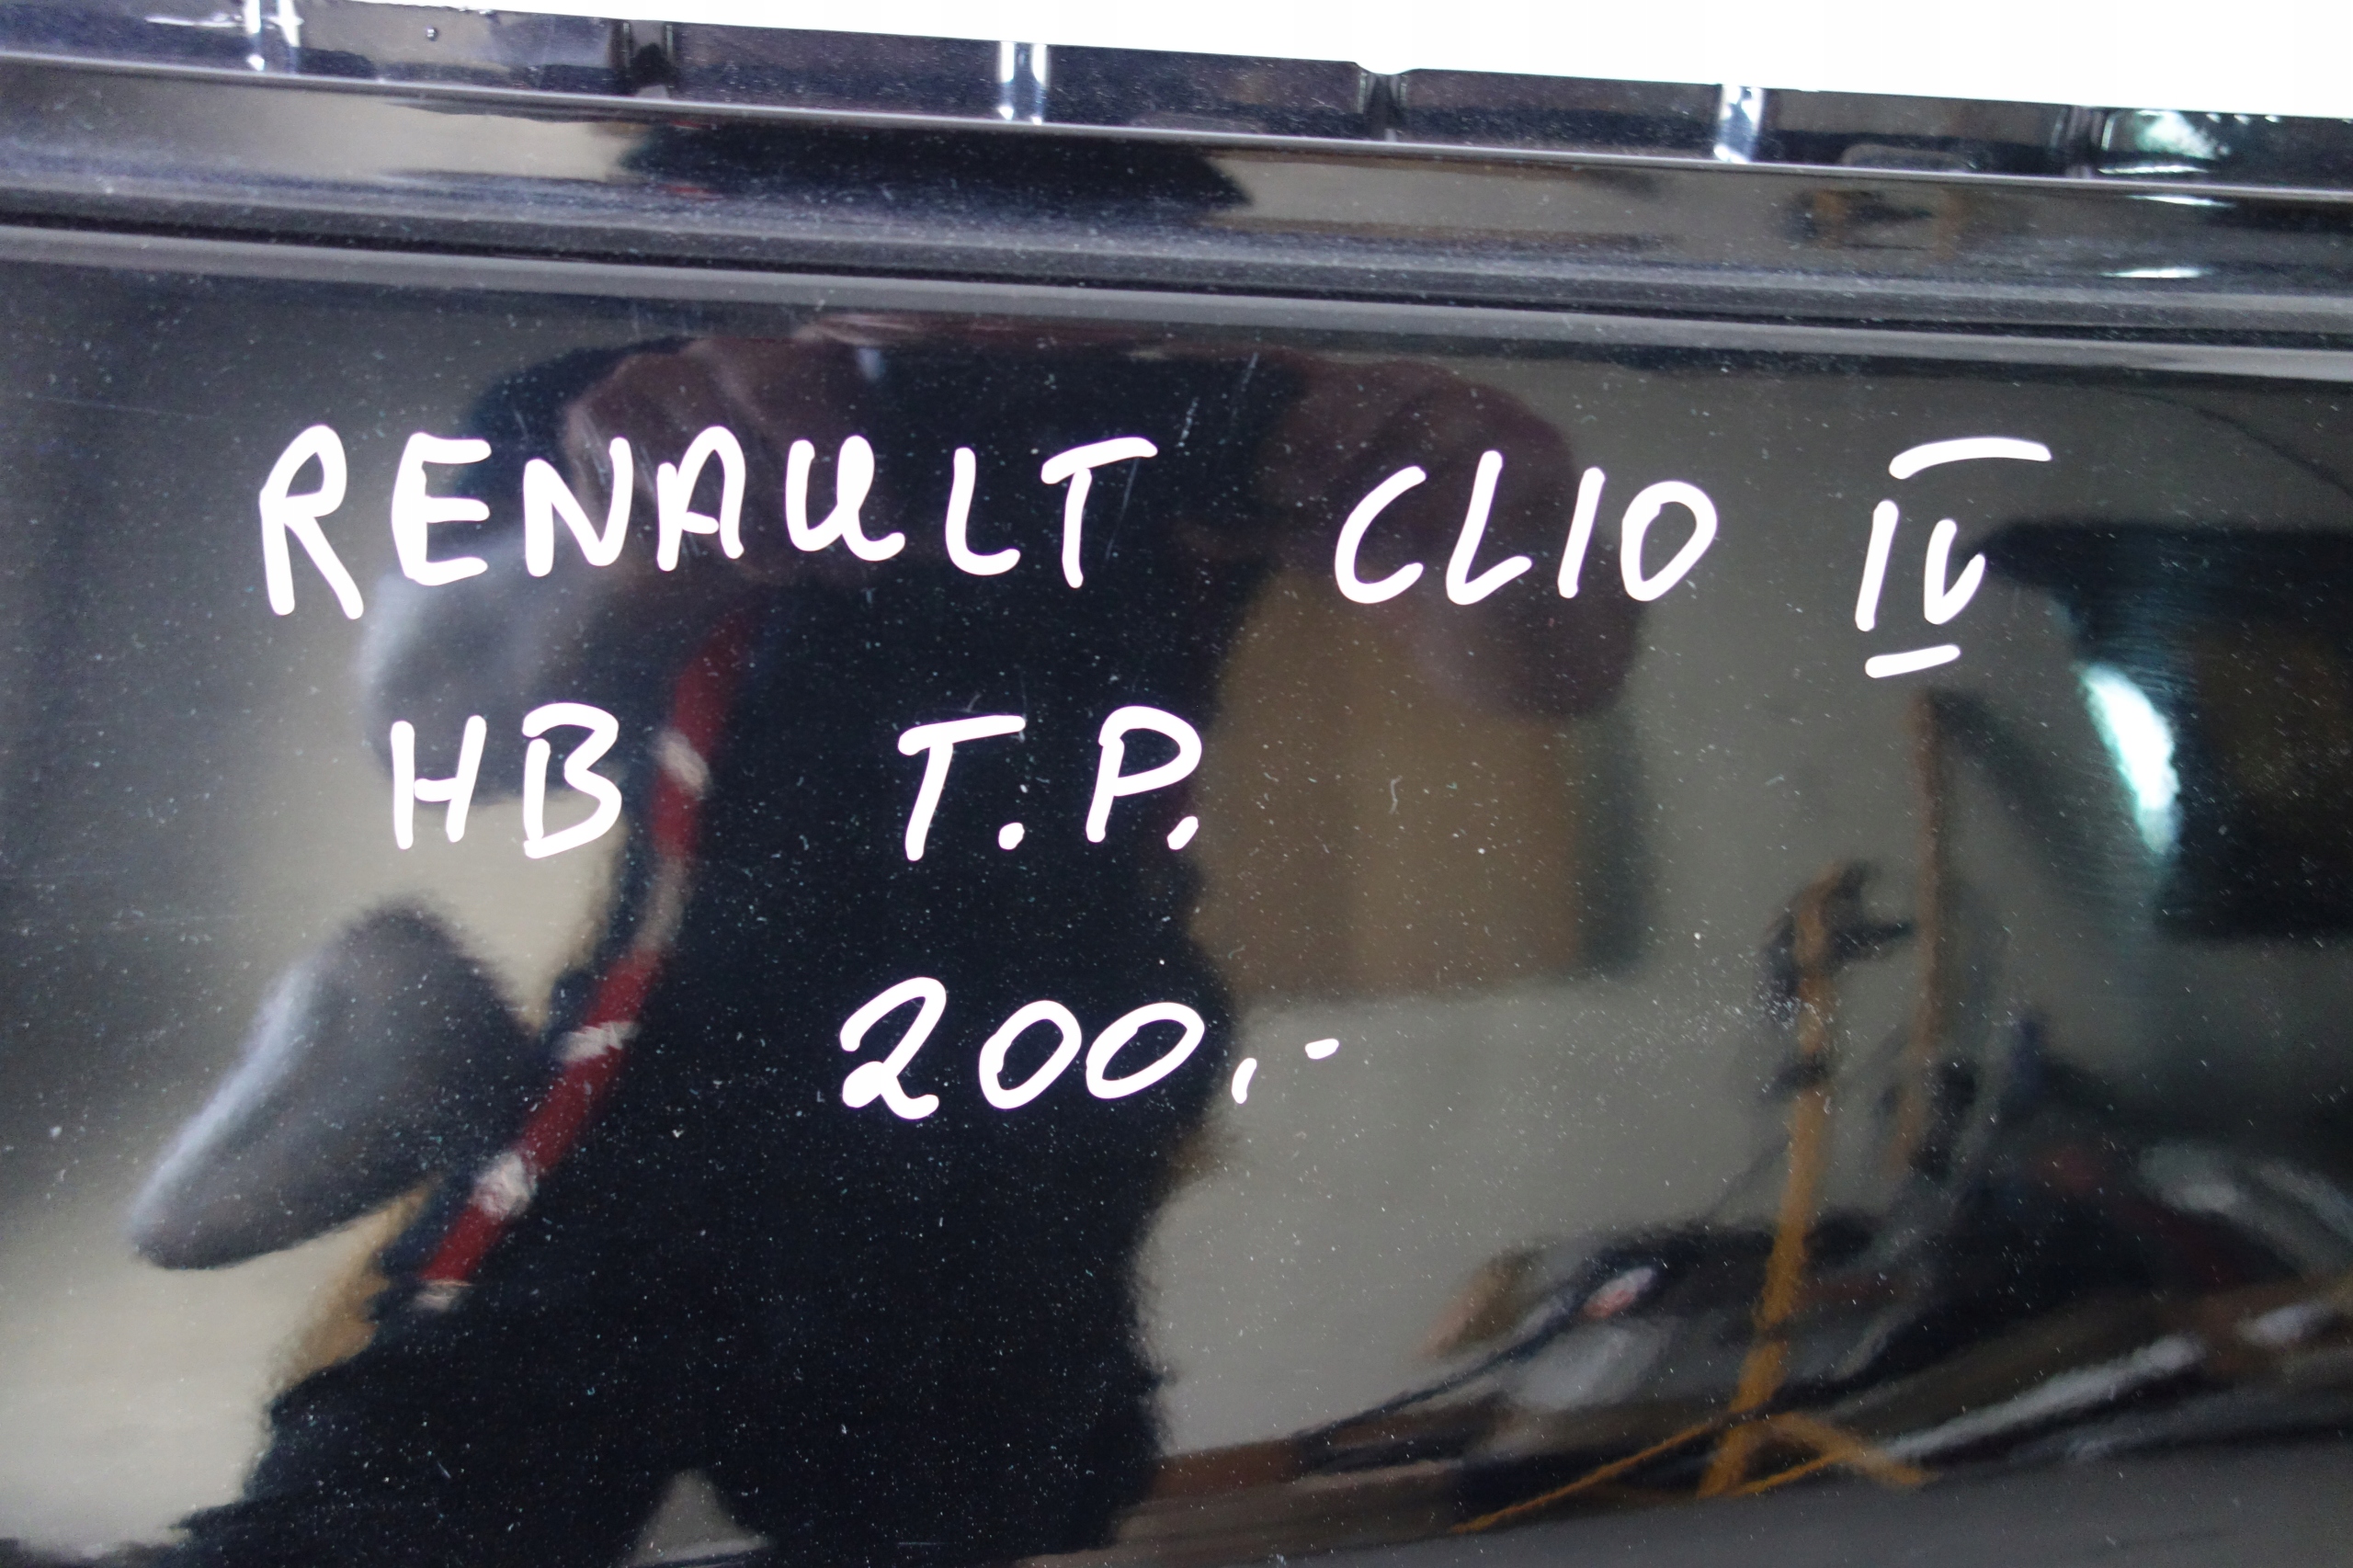 RENAULT CLIO IV
HB T.P.
200,-